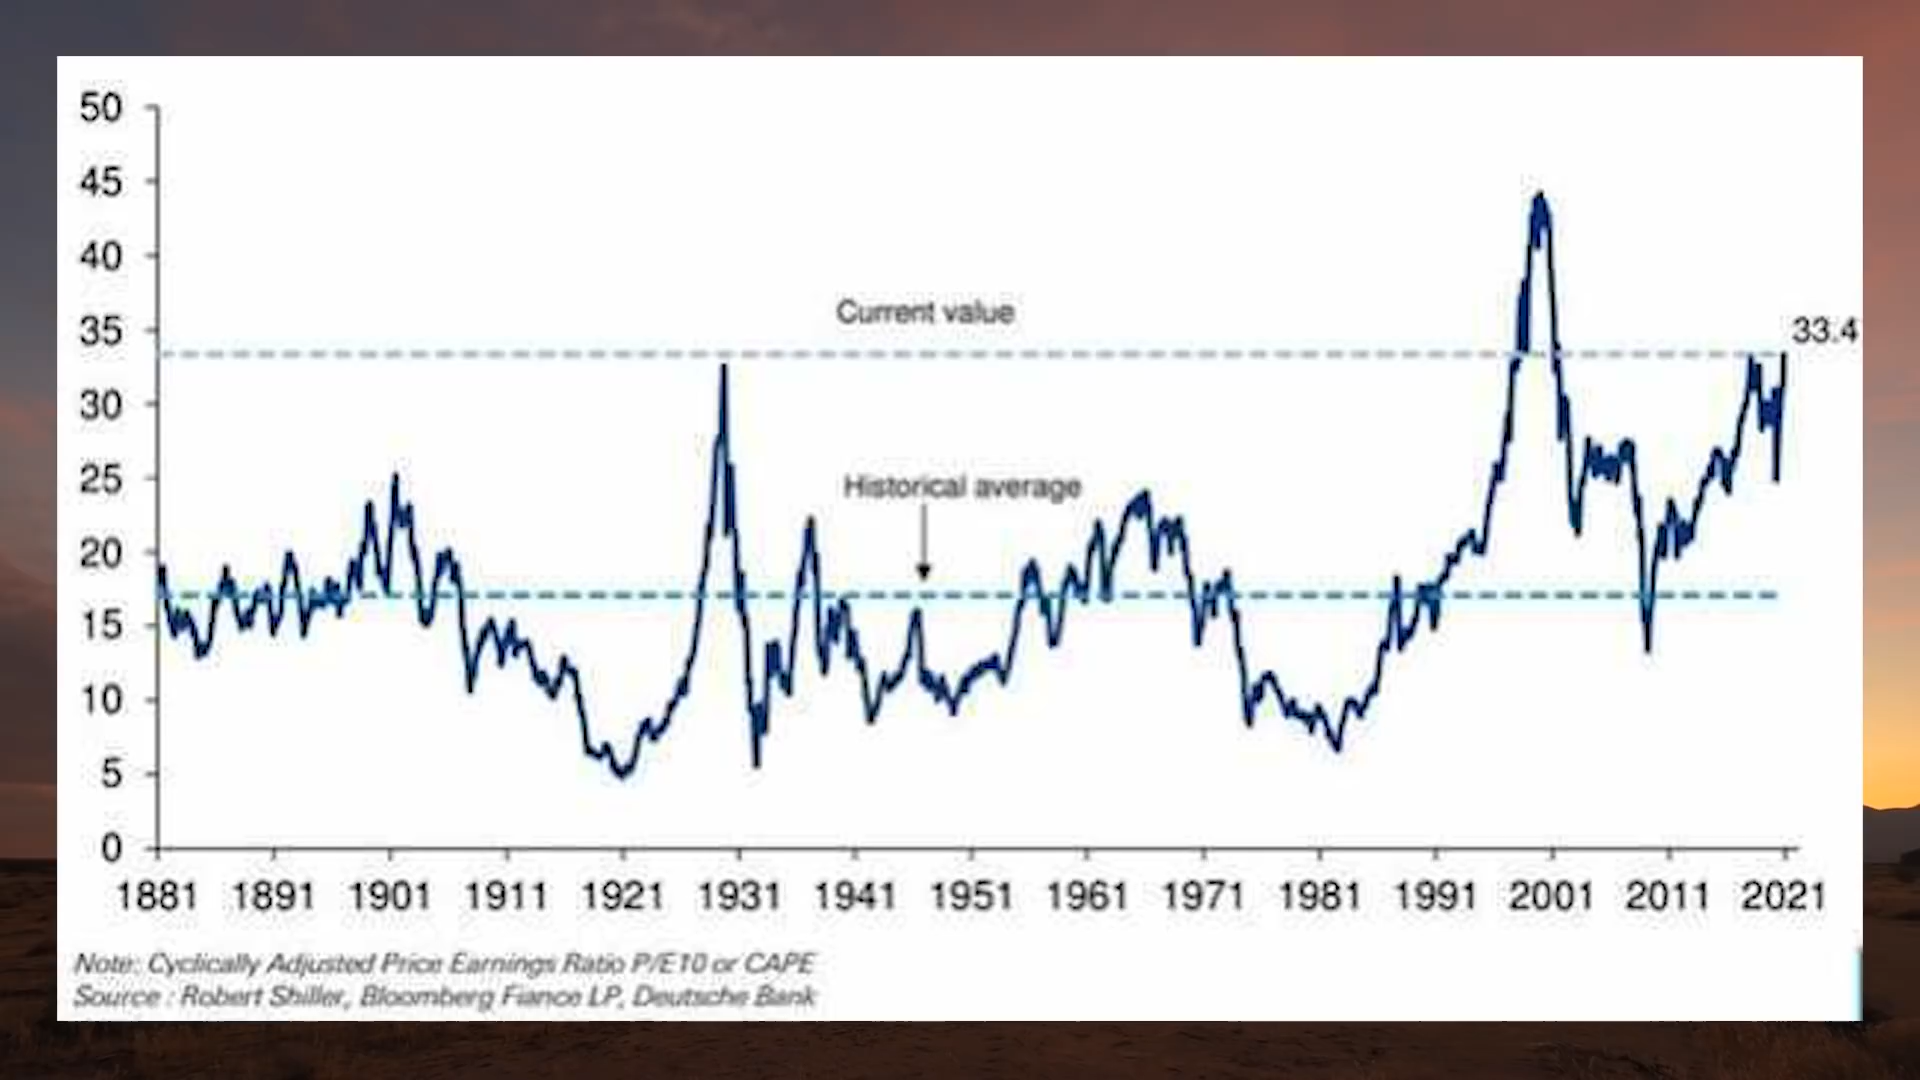 50
45
40
35
30
25
20
15
10
5
0
Current value
33.4
Historical average
1881 1891 1901 1911 1921 1931 1941 1951 1961 1971 1981 1991 2001 2011 2021
Note: Cyclically Adjusted Price Earnings Ratio P/E10 or CAPE
Source : Robert Shiller, Bloomberg Fiance LP, Deutsche Bank